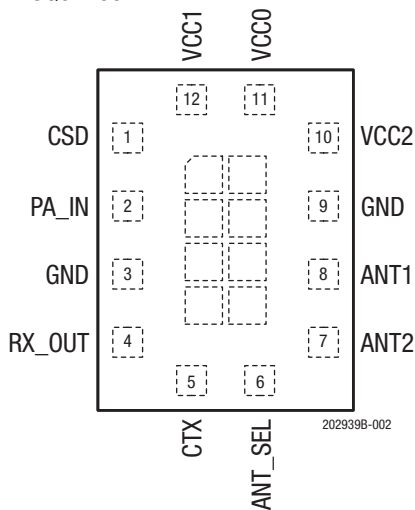 VCC1
VCC0
12
11
CSD
1
10
VCC2
PA_IN
2
9
GND
GND
3
8
ANT1
RX_OUT
4
7
ANT2
5
6
CTX
ANT_SEL
202939B-002